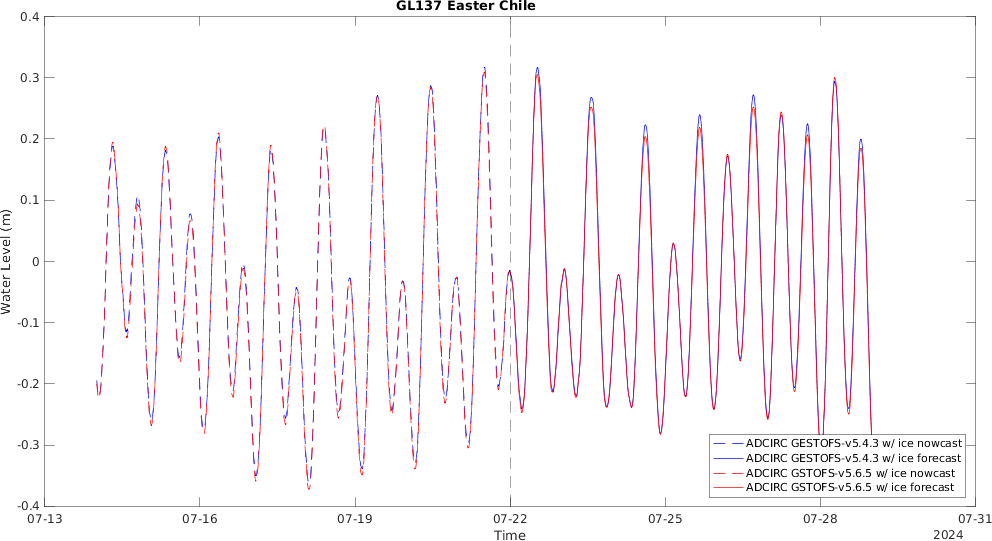 GL137 Easter Chile
Water Level (m)
0.4
0.3
0.2
0.1
0
-0.1
-0.2
-0.3
-0.4
07-13 07-16 07-19 07-22 07-25 07-28 07-31
Time
2024
ADCIRC GESTOFS-v5.4.3 w/ ice nowcast
ADCIRC GESTOFS-v5.4.3 w/ ice forecast
ADCIRC GSTOFS-v5.6.5 w/ ice nowcast
ADCIRC GSTOFS-v5.6.5 w/ ice forecast